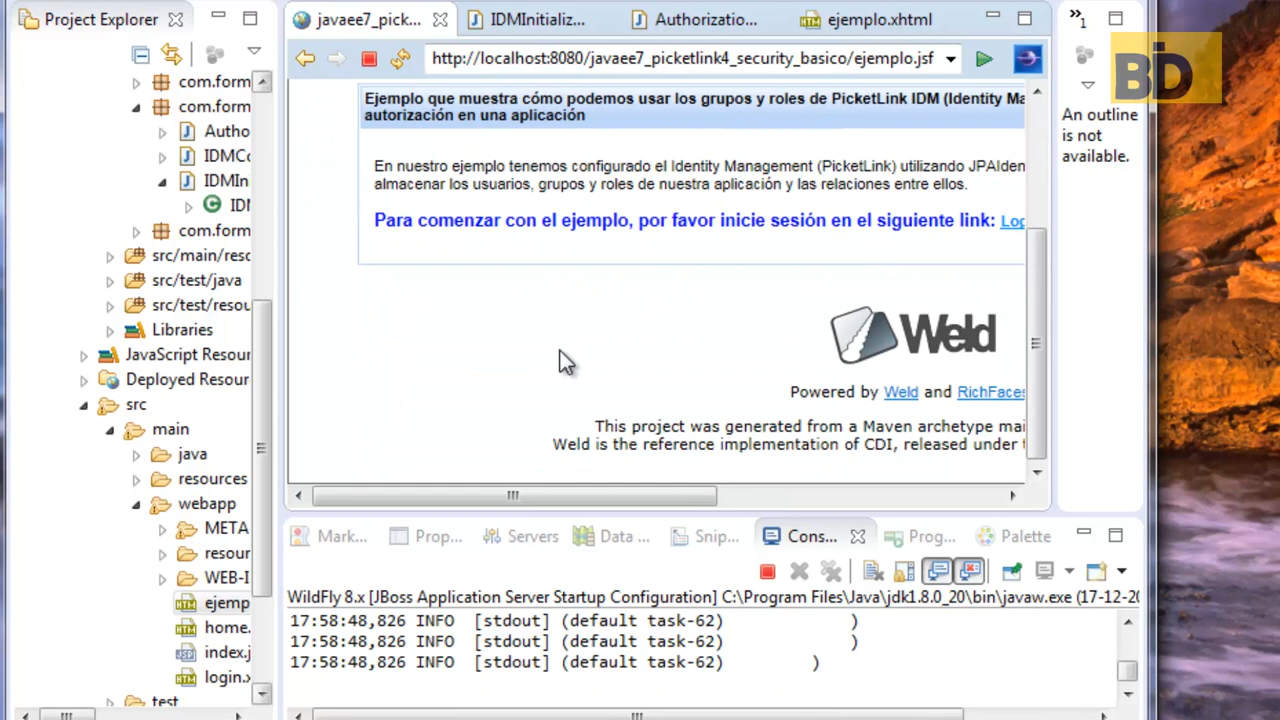 Project Explorer
javaee7_pick...
IDMInitializ...
Authorizatio...
ejemplo.xhtml
1
http://localhost:8080/javaee7_picketlink4_security_basico/ejemplo.jsf
BiD
com.form
com.form
Autho
IDMCo
IDMIn
com.form
src/main/reso
src/test/java
src/test/resou
Libraries
JavaScript Resour
Deployed Resour
src
main
java
resources
webapp
META
resour
WEB-I
ejemp
home.
index.j
login.x
test
Ejemplo que muestra cómo podemos usar los grupos y roles de PicketLink IDM (Identity Ma
autorización en una aplicación
En nuestro ejemplo tenemos configurado el Identity Management (PicketLink) utilizando JPAIden
almacenar los usuarios, grupos y roles de nuestra aplicación y las relaciones entre ellos.
Para comenzar con el ejemplo, por favor inicie sesión en el siguiente link: Log
Weld
Powered by Weld and RichFaces
This project was generated from a Maven archetype mai
Weld is the reference implementation of CDI, released under
An outline
is not
available.
Mark...
Prop...
Servers
Data ...
Snip...
Cons...
Prog...
Palette
WildFly 8.x [JBoss Application Server Startup Configuration] C:\Program Files\Java\jdk1.8.0_20\bin\javaw.exe (17-12-20
17:58:48,826 INFO [stdout] (default task-62) )
17:58:48,826 INFO [stdout] (default task-62) )
17:58:48,826 INFO [stdout] (default task-62) )